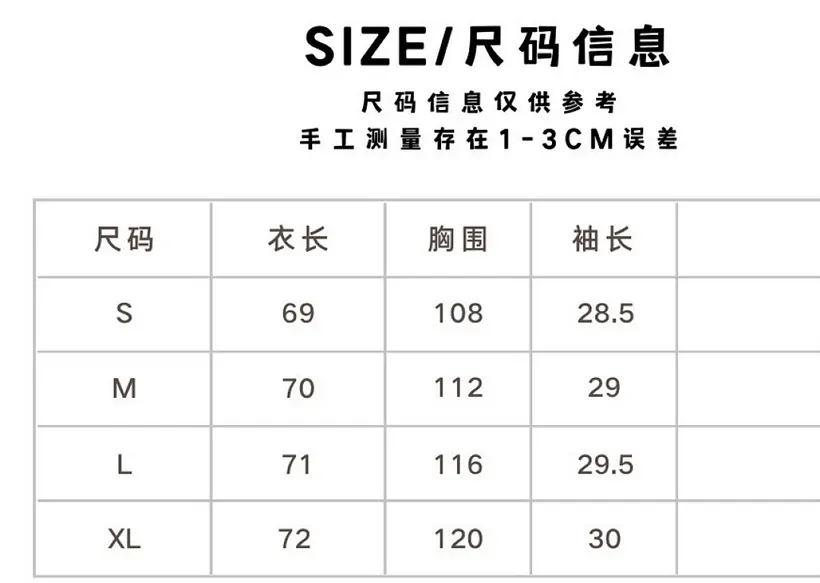 SIZE/尺码信息
尺码信息仅供参考
手工测量存在1-3CM误差
尺码 衣长 胸围 袖长
S 69 108 28.5
M 70 112 29
L 71 116 29.5
XL 72 120 30